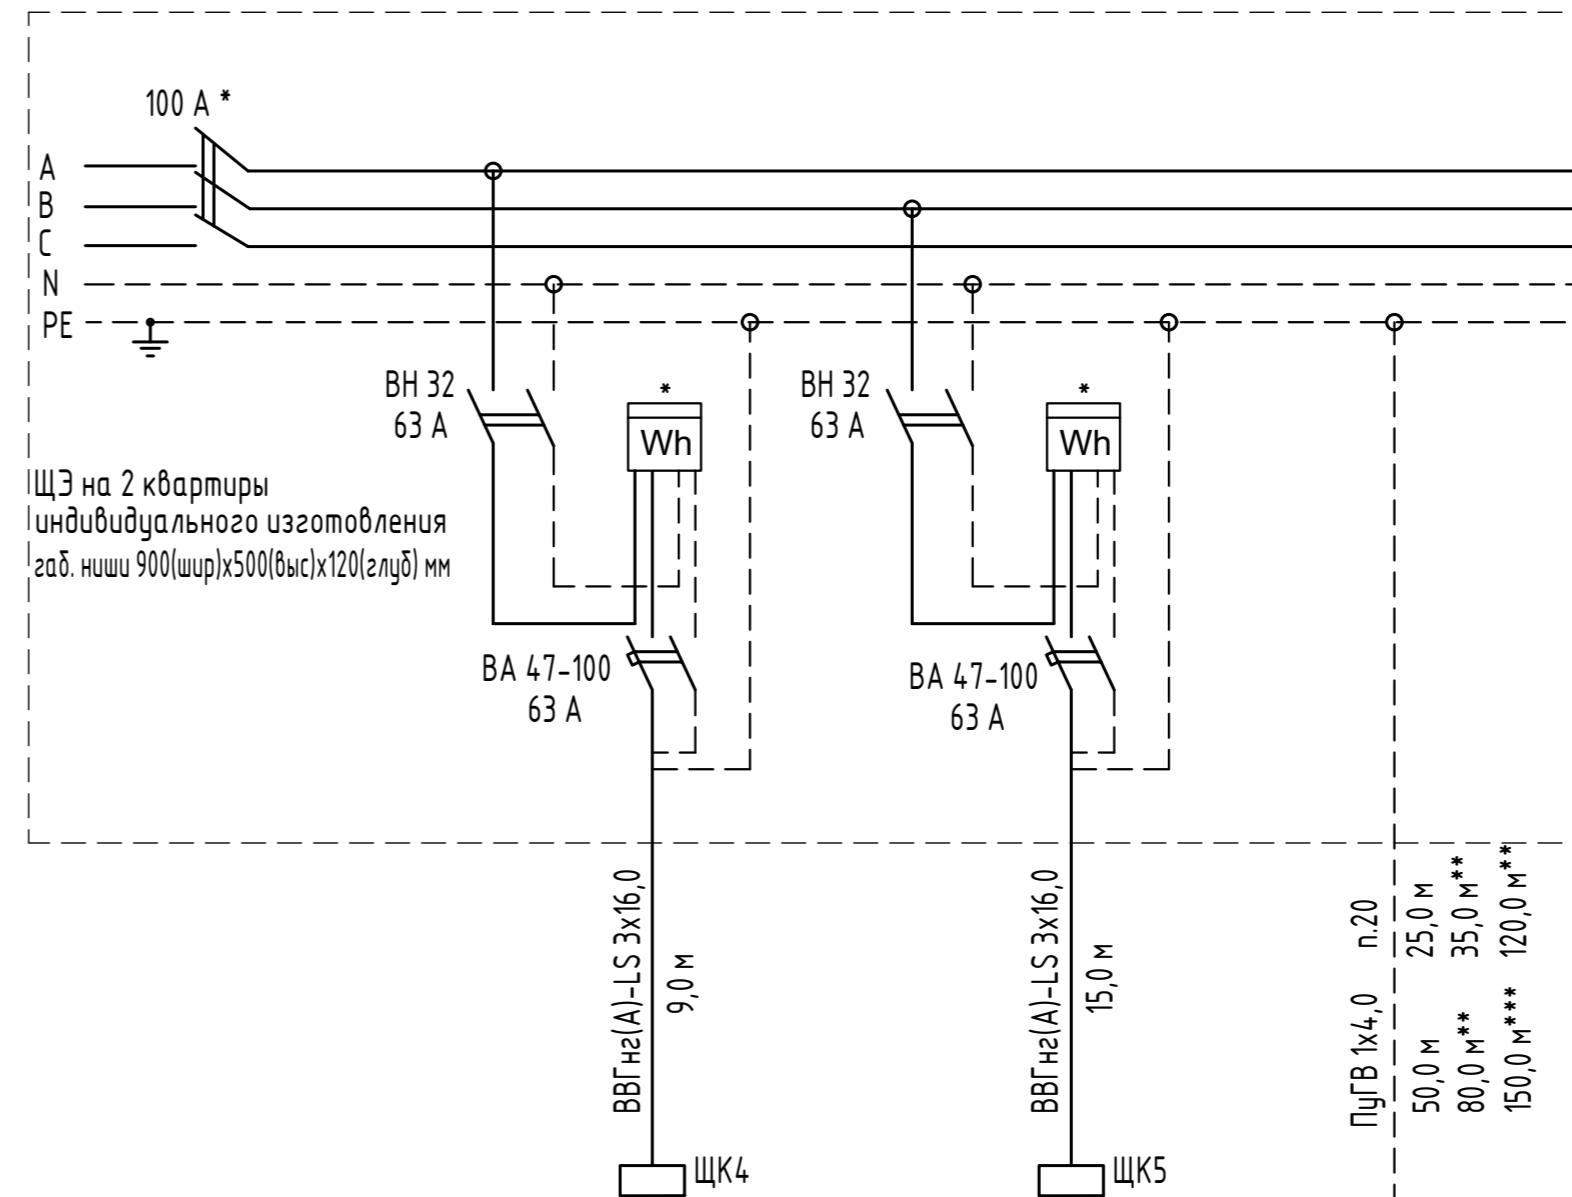 100 А *
A
B
C
N
PE
ВН 32
63 А
*
Wh
ВН 32
63 А
*
Wh
ЩЭ на 2 квартиры
индивидуального изготовления
габ. ниши 900(шир)х500(выс)х120(глуб) мм
ВА 47-100
63 А
ВА 47-100
63 А
ВВГнг(А)-LS 3х16,0
9,0 м
ВВГнг(А)-LS 3х16,0
15,0 м
ПуГВ 1х4,0 п.20
50,0 м 25,0 м
80,0 м** 35,0 м**
150,0 м*** 120,0 м**
ЩК4
ЩК5